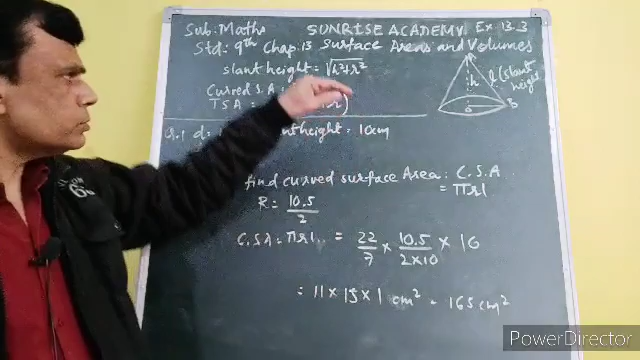 Sub: Maths SUNRISE ACADEMY Ex 13.3
Std: 9th Chap: 13 Surface Areas and Volumes
slant height = √h²+r²
l (slant height
h
B
o
Curved S.A =
TSA =
Q.1 d= height = 10cm
find curved surface Area: C.S.A
= πrl
R = 10.5/2
C.S.A = πrl = 22/7 × 10.5/2×10 × 10
= 11 × 15 × 1 cm² = 165 cm²
PowerDirector